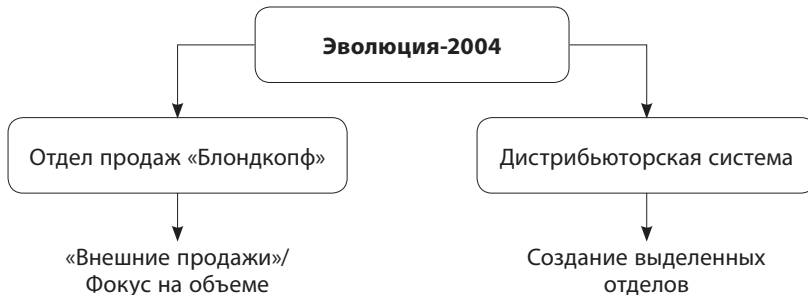 Эволюция-2004
Отдел продаж «Блондкопф»
Дистрибьюторская система
«Внешние продажи»/
Фокус на объеме
Создание выделенных
отделов